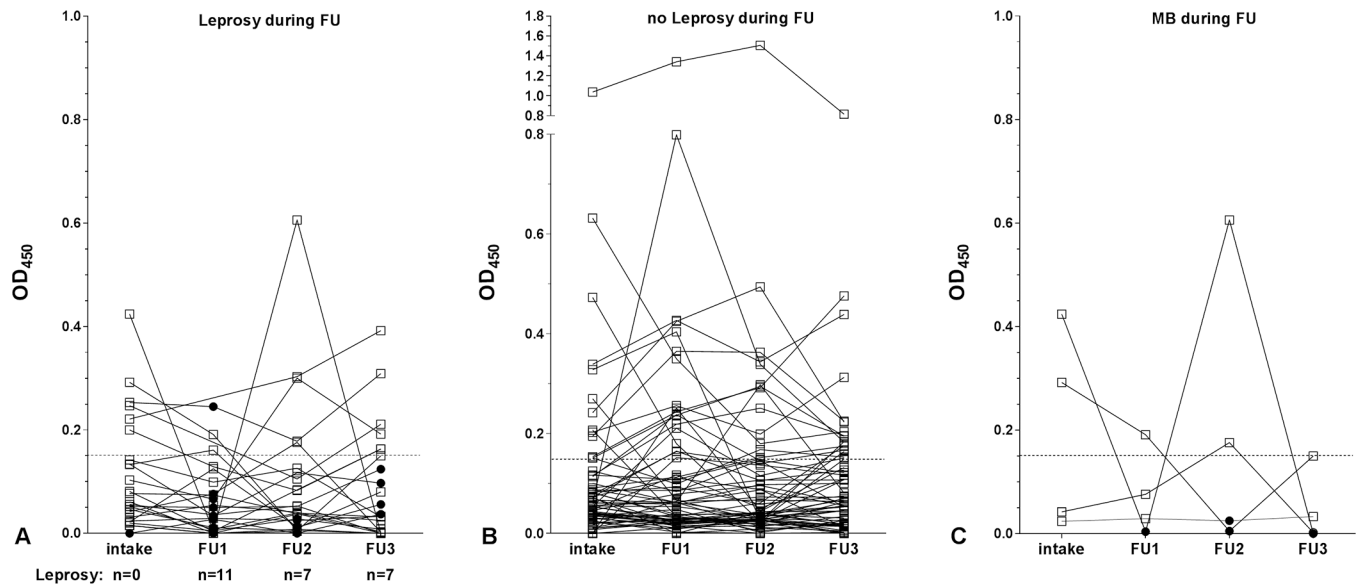 Leprosy during FU
OD450
1.0
0.8
0.6
0.4
0.2
0.0
A
intake FU1 FU2 FU3
Leprosy: n=0 n=11 n=7 n=7
no Leprosy during FU
OD450
1.8
1.6
1.4
1.2
1.0
0.8
0.8
0.6
0.4
0.2
0.0
B
intake FU1 FU2 FU3
MB during FU
OD450
1.0
0.8
0.6
0.4
0.2
0.0
C
intake FU1 FU2 FU3